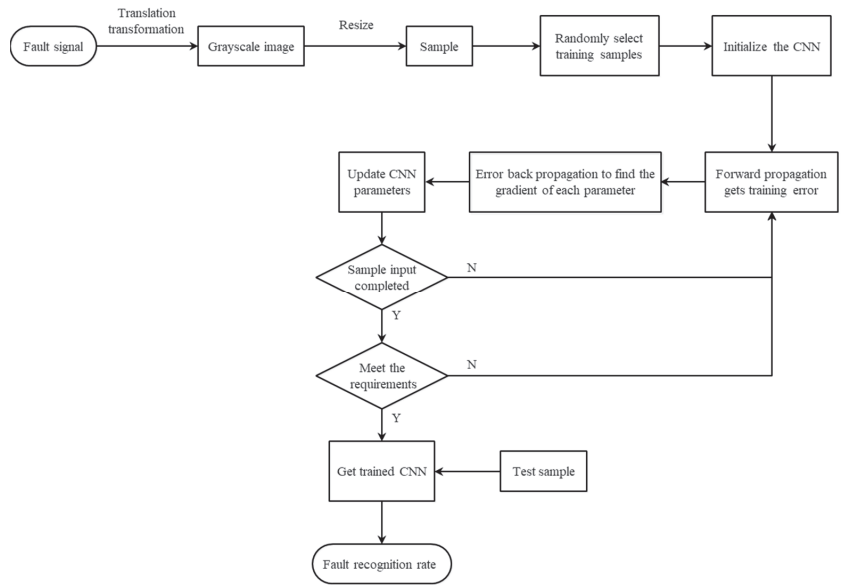 Translation
transformation
Fault signal
Grayscale image
Resize
Sample
Randomly select
training samples
Initialize the CNN
Update CNN
parameters
Error back propagation to find the
gradient of each parameter
Forward propagation
gets training error
Sample input
completed
N
Y
Meet the
requirements
N
Y
Get trained CNN
Test sample
Fault recognition rate